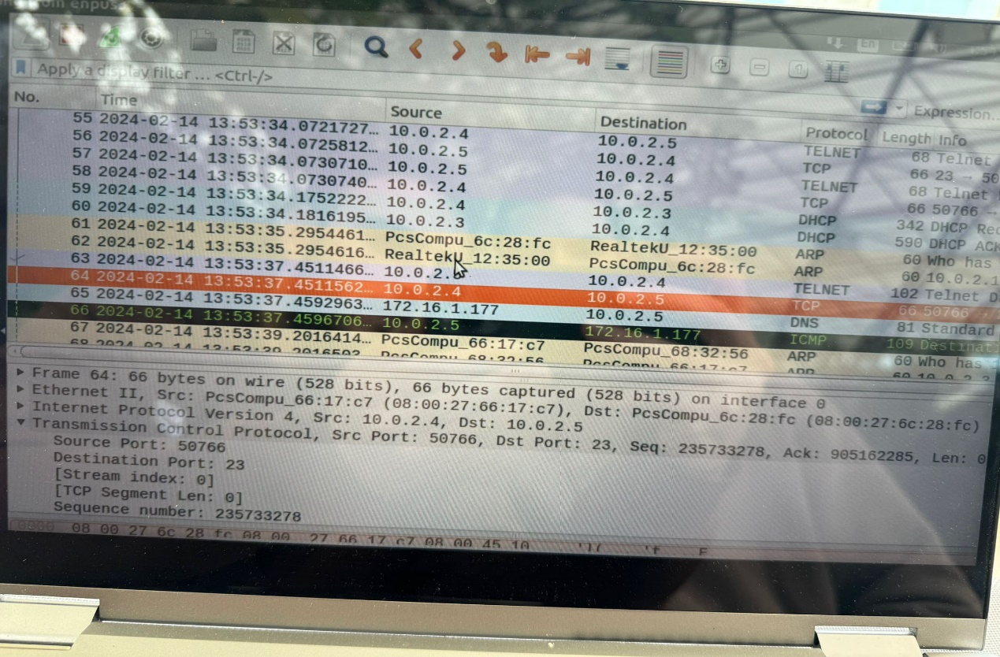 enpus
En
Apply a display filter ... <Ctrl-/>
Expression...
No. Time Source Destination Protocol Length Info
55 2024-02-14 13:53:34.0721727… 10.0.2.4 10.0.2.5 TELNET 68 Telnet
56 2024-02-14 13:53:34.0725812… 10.0.2.5 10.0.2.4 TCP 66 23 → 50
57 2024-02-14 13:53:34.0730710… 10.0.2.5 10.0.2.4 TELNET 68 Telnet
58 2024-02-14 13:53:34.0730740… 10.0.2.4 10.0.2.5 TCP 66 50766 →
59 2024-02-14 13:53:34.1752222… 10.0.2.4 10.0.2.3 DHCP 342 DHCP Req
60 2024-02-14 13:53:34.1816195… 10.0.2.3 10.0.2.4 DHCP 590 DHCP ACK
61 2024-02-14 13:53:35.2954461… PcsCompu_6c:28:fc RealtekU_12:35:00 ARP 60 Who has
62 2024-02-14 13:53:35.2954616… RealtekU_12:35:00 PcsCompu_6c:28:fc ARP 60 10.0.2.1
63 2024-02-14 13:53:37.4511466… 10.0.2.5 10.0.2.4 TELNET 102 Telnet D
64 2024-02-14 13:53:37.4511562… 10.0.2.4 10.0.2.5 TCP 66 50766 →
65 2024-02-14 13:53:37.4592963… 172.16.1.177 10.0.2.5 DNS 81 Standard
66 2024-02-14 13:53:37.4596706… 10.0.2.5 172.16.1.177 ICMP 109 Destinat
67 2024-02-14 13:53:39.2016414… PcsCompu_66:17:c7 PcsCompu_68:32:56 ARP 60 Who has
68 2024-02-14 13:53:39.2016502… PcsCompu_68:32:56 PcsCompu_66:17:c7 ARP 60 10.0.2.3
Frame 64: 66 bytes on wire (528 bits), 66 bytes captured (528 bits) on interface 0
Ethernet II, Src: PcsCompu_66:17:c7 (08:00:27:66:17:c7), Dst: PcsCompu_6c:28:fc (08:00:27:6c:28:fc)
Internet Protocol Version 4, Src: 10.0.2.4, Dst: 10.0.2.5
Transmission Control Protocol, Src Port: 50766, Dst Port: 23, Seq: 235733278, Ack: 905162285, Len: 0
Source Port: 50766
Destination Port: 23
[Stream index: 0]
[TCP Segment Len: 0]
Sequence number: 235733278
0000 08 00 27 6c 28 fc 08 00 27 66 17 c7 08 00 45 10 'l( 'f E